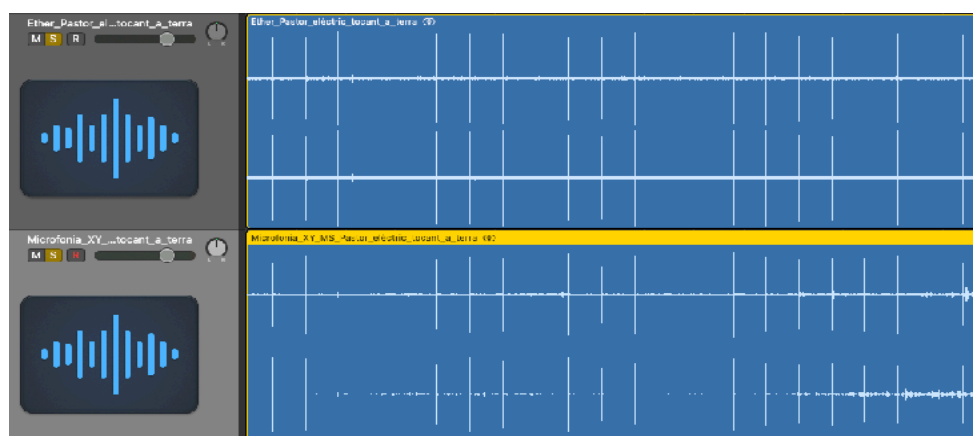 Ether_Pastor_el...tocant_a_terra
M S R
L R
Ether_Pastor_elèctric_tocant_a_terra
Microfonia_XY_...tocant_a_terra
M S R
L R
Microfonia_XY_MS_Pastor_elèctric_tocant_a_terra